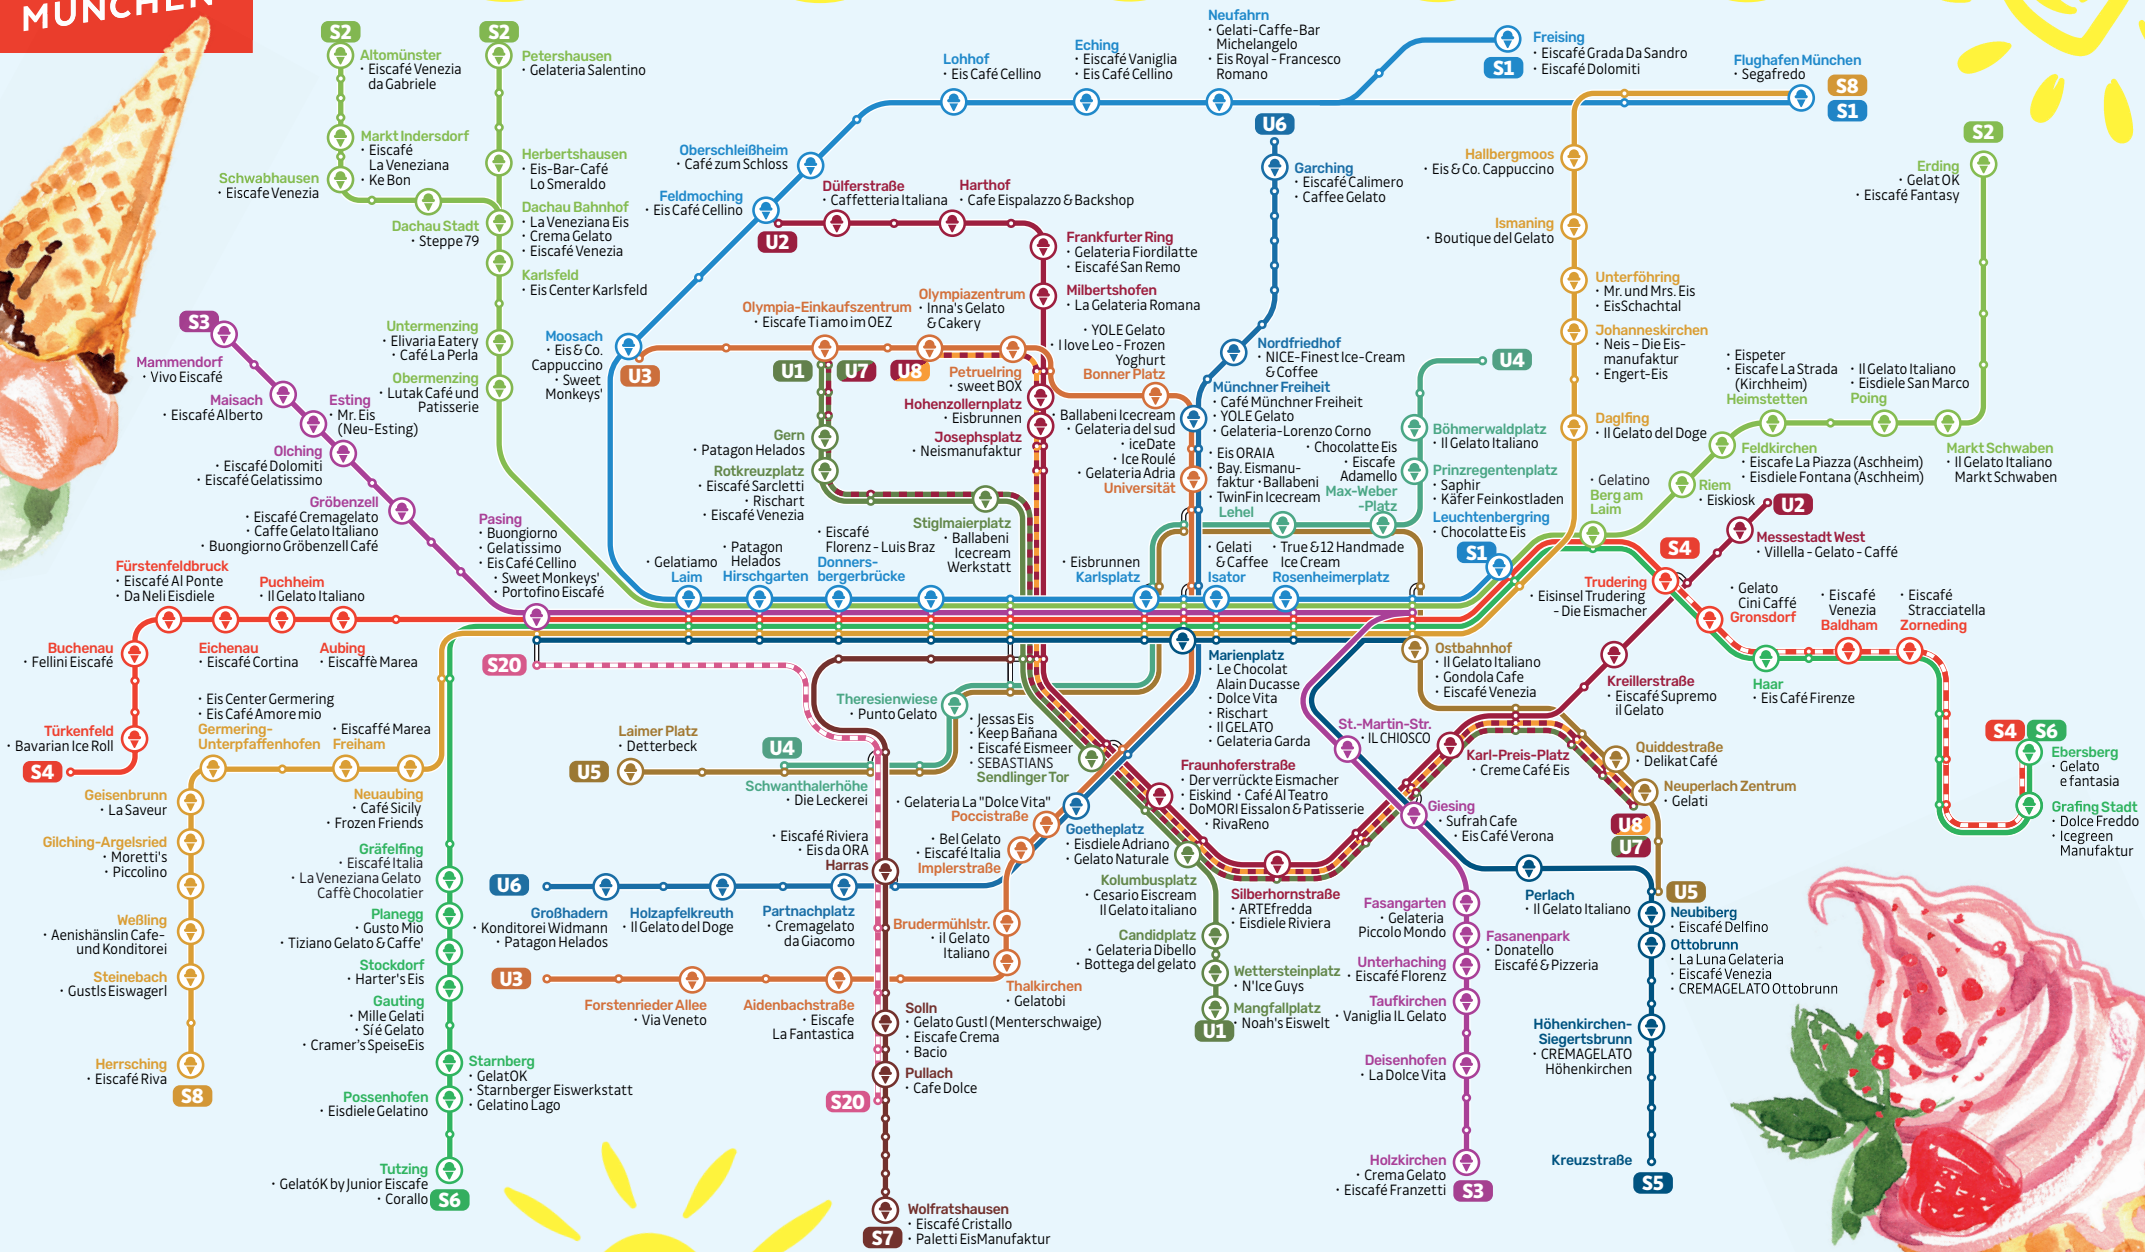 MÜNCHEN
S2
Altomünster
· Eiscafé Venezia
da Gabriele
Markt Indersdorf
· Eiscafé
La Veneziana
· Ke Bon
Schwabhausen
· Eiscafe Venezia
Dachau Stadt
· Steppe 79
S2
Petershausen
· Gelateria Salentino
Herbertshausen
· Eis-Bar-Café
Lo Smeraldo
Dachau Bahnhof
· La Veneziana Eis
· Crema Gelato
· Eiscafé Venezia
Karlsfeld
· Eis Center Karlsfeld
Untermenzing
· Elivaria Eatery
· Café La Perla
Obermenzing
· Lutak Café und
Patisserie
Lohhof
· Eis Café Cellino
Eching
· Eiscafé Vaniglia
· Eis Café Cellino
Neufahrn
· Gelati-Caffe-Bar
Michelangelo
· Eis Royal - Francesco
Romano
S1
Freising
· Eiscafé Grada Da Sandro
· Eiscafé Dolomiti
Flughafen München
· Segafredo
S8
S1
Oberschleißheim
· Café zum Schloss
Feldmoching
· Eis Café Cellino
U2
Dülferstraße
· Caffetteria Italiana
Harthof
· Cafe Eispalazzo & Backshop
Frankfurter Ring
· Gelateria Fiordilatte
· Eiscafé San Remo
Milbertshofen
· La Gelateria Romana
U6
Garching
· Eiscafé Calimero
· Caffee Gelato
Nordfriedhof
· NICE-Finest Ice-Cream
& Coffee
Hallbergmoos
· Eis & Co. Cappuccino
Ismaning
· Boutique del Gelato
Unterföhring
· Mr. und Mrs. Eis
· EisSchachtal
Johanneskirchen
· Neis - Die Eis-
manufaktur
· Engert-Eis
Daglfing
· Il Gelato del Doge
S2
Erding
· Gelat OK
· Eiscafé Fantasy
S3
Mammendorf
· Vivo Eiscafé
Maisach
· Eiscafé Alberto
Esting
· Mr. Eis
(Neu-Esting)
Olching
· Eiscafé Dolomiti
· Eiscafé Gelatissimo
Gröbenzell
· Eiscafé Cremagelato
· Caffe Gelato Italiano
· Buongiorno Gröbenzell Café
Pasing
· Buongiorno
· Gelatissimo
· Eis Café Cellino
· Sweet Monkeys'
· Portofino Eiscafé
Moosach
· Eis & Co.
Cappuccino
· Sweet
Monkeys'
U3
Olympia-Einkaufszentrum
· Eiscafe Ti amo im OEZ
Olympiazentrum
· Inna's Gelato
& Cakery
U1
U7
U8
Petruelring
· sweet BOX
Hohenzollernplatz
· Eisbrunnen
Josephsplatz
· Neismanufaktur
· YOLE Gelato
· I love Leo - Frozen
Yoghurt
Bonner Platz
Gern
· Patagon Helados
Rotkreuzplatz
· Eiscafé Sarcletti
· Rischart
· Eiscafé Venezia
Stiglmaierplatz
· Ballabeni
Icecream
Werkstatt
· Ballabeni Icecream
· Gelateria del sud
· iceDate
· Ice Roulé
· Gelateria Adria
Universität
Münchner Freiheit
· Café Münchner Freiheit
· YOLE Gelato
· Gelateria-Lorenzo Corno
· Eis ORAIA
· Bay. Eismanu-
faktur · Ballabeni
· TwinFin Icecream
Lehel
· Chocolatte Eis
· Eiscafe
Adamello
Max-Weber
-Platz
U4
Böhmerwaldplatz
· Il Gelato Italiano
Prinzregentenplatz
· Saphir
· Käfer Feinkostladen
Leuchtenbergring
· Chocolatte Eis
S1
· Gelatino
Berg am
Laim
Riem
· Eiskiosk
Feldkirchen
· Eiscafe La Piazza (Aschheim)
· Eisdiele Fontana (Aschheim)
· Eispeter
· Eiscafe La Strada
(Kirchheim)
Heimstetten
· Il Gelato Italiano
· Eisdiele San Marco
Poing
Markt Schwaben
· Il Gelato Italiano
Markt Schwaben
U2
Messestadt West
· Villella - Gelato - Caffé
S4
Trudering
· Eisinsel Trudering
- Die Eismacher
· Gelato
Cini Caffé
Gronsdorf
· Eiscafé
Venezia
Baldham
· Eiscafé
Stracciatella
Zorneding
Haar
· Eis Café Firenze
Kreillerstraße
· Eiscafé Supremo
il Gelato
· Gelatiamo
Laim
· Patagon
Helados
Hirschgarten
· Eiscafé
Florenz - Luis Braz
Donners-
bergerbrücke
· Eisbrunnen
Karlsplatz
· Gelati
& Caffee
Isator
· True & 12 Handmade
Ice Cream
Rosenheimerplatz
Fürstenfeldbruck
· Eiscafé Al Ponte
· Da Neli Eisdiele
Puchheim
· Il Gelato Italiano
Buchenau
· Fellini Eiscafé
Eichenau
· Eiscafé Cortina
Aubing
· Eiscaffè Marea
Türkenfeld
· Bavarian Ice Roll
S4
· Eis Center Germering
· Eis Café Amore mio
Germering-
Unterpfaffenhofen
· Eiscaffé Marea
Freiham
Neuaubing
· Café Sicily
· Frozen Friends
Geisenbrunn
· La Saveur
Gilching-Argelsried
· Moretti's
· Piccolino
Weßling
· Aenishänslin Cafe-
und Konditorei
Steinebach
· Gustls Eiswagerl
Herrsching
· Eiscafé Riva
S8
Gräfelfing
· Eiscafé Italia
· La Veneziana Gelato
Caffè Chocolatier
Planegg
· Gusto Mio
· Tiziano Gelato & Caffe'
Stockdorf
· Harter's Eis
Gauting
· Mille Gelati
· Sí é Gelato
· Cramer's SpeiseEis
Starnberg
· GelatOK
· Starnberger Eiswerkstatt
· Gelatino Lago
Possenhofen
· Eisdiele Gelatino
Tutzing
· GelatóK by Junior Eiscafe
· Corallo
S6
S20
Laimer Platz
· Detterbeck
U5
U4
Schwanthalerhöhe
· Die Leckerei
Theresienwiese
· Punto Gelato
· Jessas Eis
· Keep Bañana
· Eiscafé Eismeer
· SEBASTIANS
Sendlinger Tor
· Gelateria La "Dolce Vita"
Poccistraße
· Bel Gelato
· Eiscafé Italia
Implerstraße
Goetheplatz
· Eisdiele Adriano
· Gelato Naturale
· Eiscafé Riviera
· Eis da ORA
Harras
U6
Großhadern
· Konditorei Widmann
· Patagon Helados
Holzapfelkreuth
· Il Gelato del Doge
Partnachplatz
· Cremagelato
da Giacomo
Brudermühlstr.
· il Gelato
Italiano
Thalkirchen
· Gelatobi
U3
Forstenrieder Allee
· Via Veneto
Aidenbachstraße
· Eiscafe
La Fantastica
Solln
· Gelato Gustl (Menterschwaige)
· Eiscafe Crema
· Bacio
Pullach
· Cafe Dolce
S20
Wolfratshausen
· Eiscafé Cristallo
· Paletti EisManufaktur
S7
Marienplatz
· Le Chocolat
Alain Ducasse
· Dolce Vita
· Rischart
· Il GELATO
· Gelateria Garda
Fraunhoferstraße
· Der verrückte Eismacher
· Eiskind · Café Al Teatro
· DoMORI Eissalon & Patisserie
· RivaReno
Kolumbusplatz
· Cesario Eiscream
Il Gelato italiano
Candidplatz
· Gelateria Dibello
· Bottega del gelato
Wettersteinplatz
· N'Ice Guys
Mangfallplatz
· Noah's Eiswelt
U1
Silberhornstraße
· ARTEfredda
· Eisdiele Riviera
St.-Martin-Str.
· IL CHIOSCO
Ostbahnhof
· Il Gelato Italiano
· Gondola Cafe
· Eiscafé Venezia
Karl-Preis-Platz
· Creme Café Eis
Giesing
· Sufrah Cafe
· Eis Café Verona
Quiddestraße
· Delikat Café
Neuperlach Zentrum
· Gelati
U8
U7
U5
Perlach
· Il Gelato Italiano
Neubiberg
· Eiscafé Delfino
Ottobrunn
· La Luna Gelateria
· Eiscafé Venezia
· CREMAGELATO Ottobrunn
Höhenkirchen-
Siegertsbrunn
· CREMAGELATO
Höhenkirchen
Kreuzstraße
S5
Fasangarten
· Gelateria
Piccolo Mondo
Fasanenpark
· Donatello
Eiscafé & Pizzeria
Unterhaching
· Eiscafé Florenz
Taufkirchen
· Vaniglia IL Gelato
Deisenhofen
· La Dolce Vita
Holzkirchen
· Crema Gelato
· Eiscafé Franzetti
S3
S4
S6
Ebersberg
· Gelato
e fantasia
Grafing Stadt
· Dolce Freddo
· Icegreen
Manufaktur